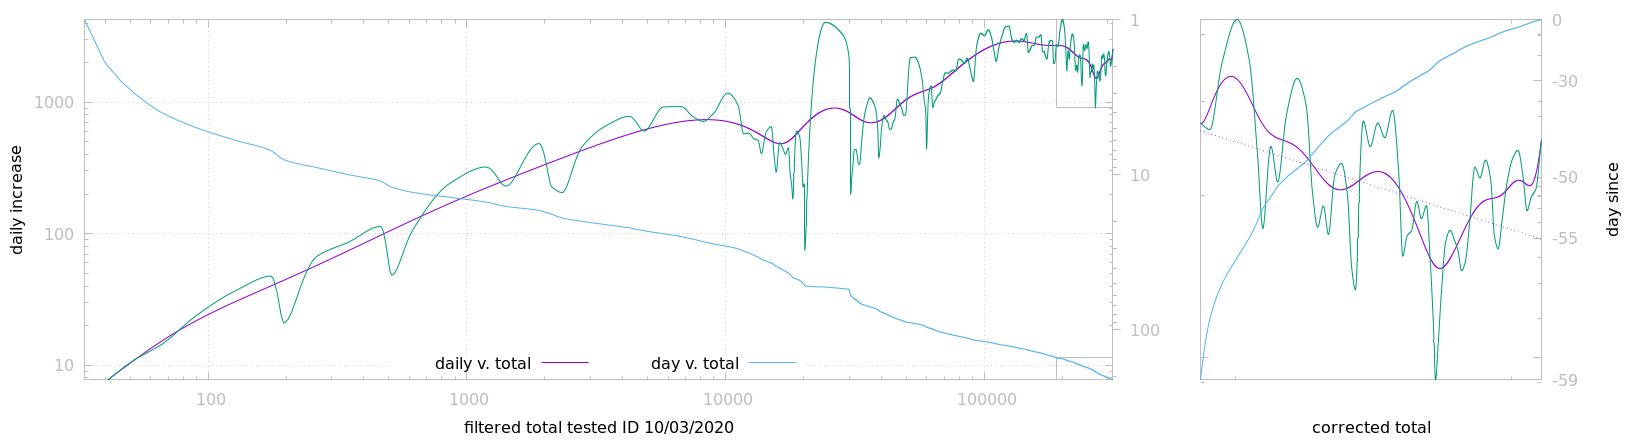 daily increase
1000
100
10
daily v. total
day v. total
100
1000
10000
100000
filtered total tested ID 10/03/2020
1
10
100
corrected total
0
-30
-50
-55
-59
day since